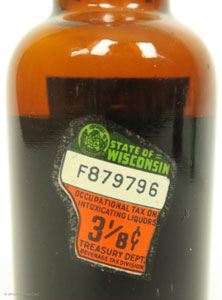 STATE OF
WISCONSIN
F879796
OCCUPATIONAL TAX ON
INTOXICATING LIQUORS
3 1/8¢
TREASURY DEPT.
BEVERAGE TAX DIVISION